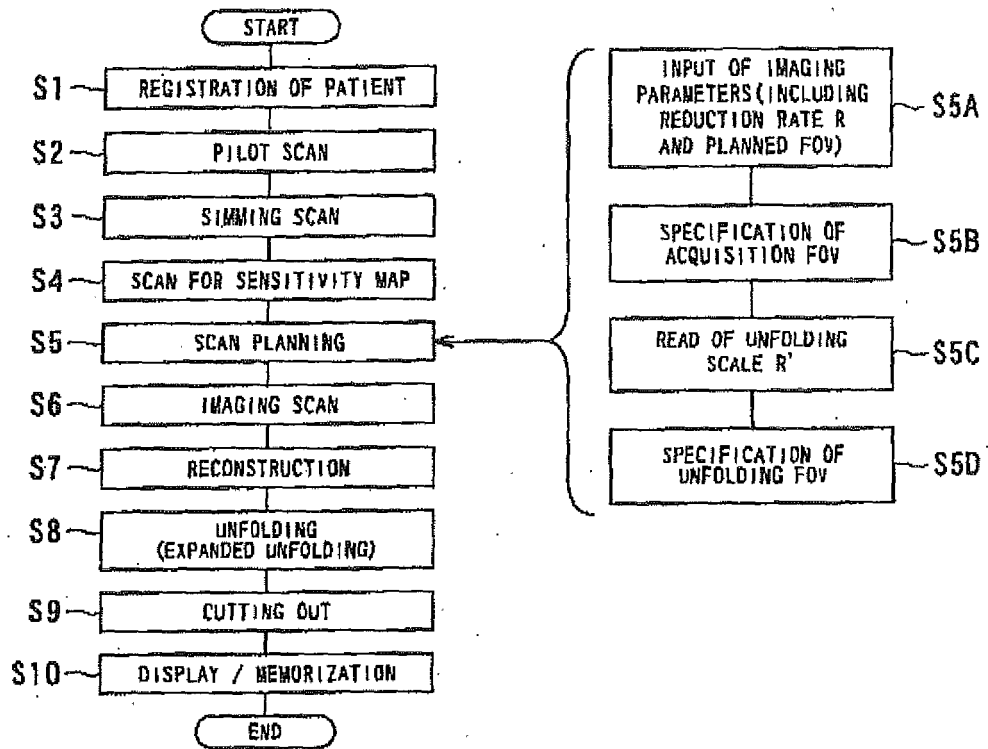 START
S1 REGISTRATION OF PATIENT
S2 PILOT SCAN
S3 SIMMING SCAN
S4 SCAN FOR SENSITIVITY MAP
S5 SCAN PLANNING
S6 IMAGING SCAN
S7 RECONSTRUCTION
S8 UNFOLDING
(EXPANDED UNFOLDING)
S9 CUTTING OUT
S10 DISPLAY / MEMORIZATION
END
INPUT OF IMAGING
PARAMETERS(INCLUDING
REDUCTION RATE R
AND PLANNED FOV)
S5A
SPECIFICATION OF
ACQUISITION FOV
S5B
READ OF UNFOLDING
SCALE R'
S5C
SPECIFICATION OF
UNFOLDING FOV
S5D